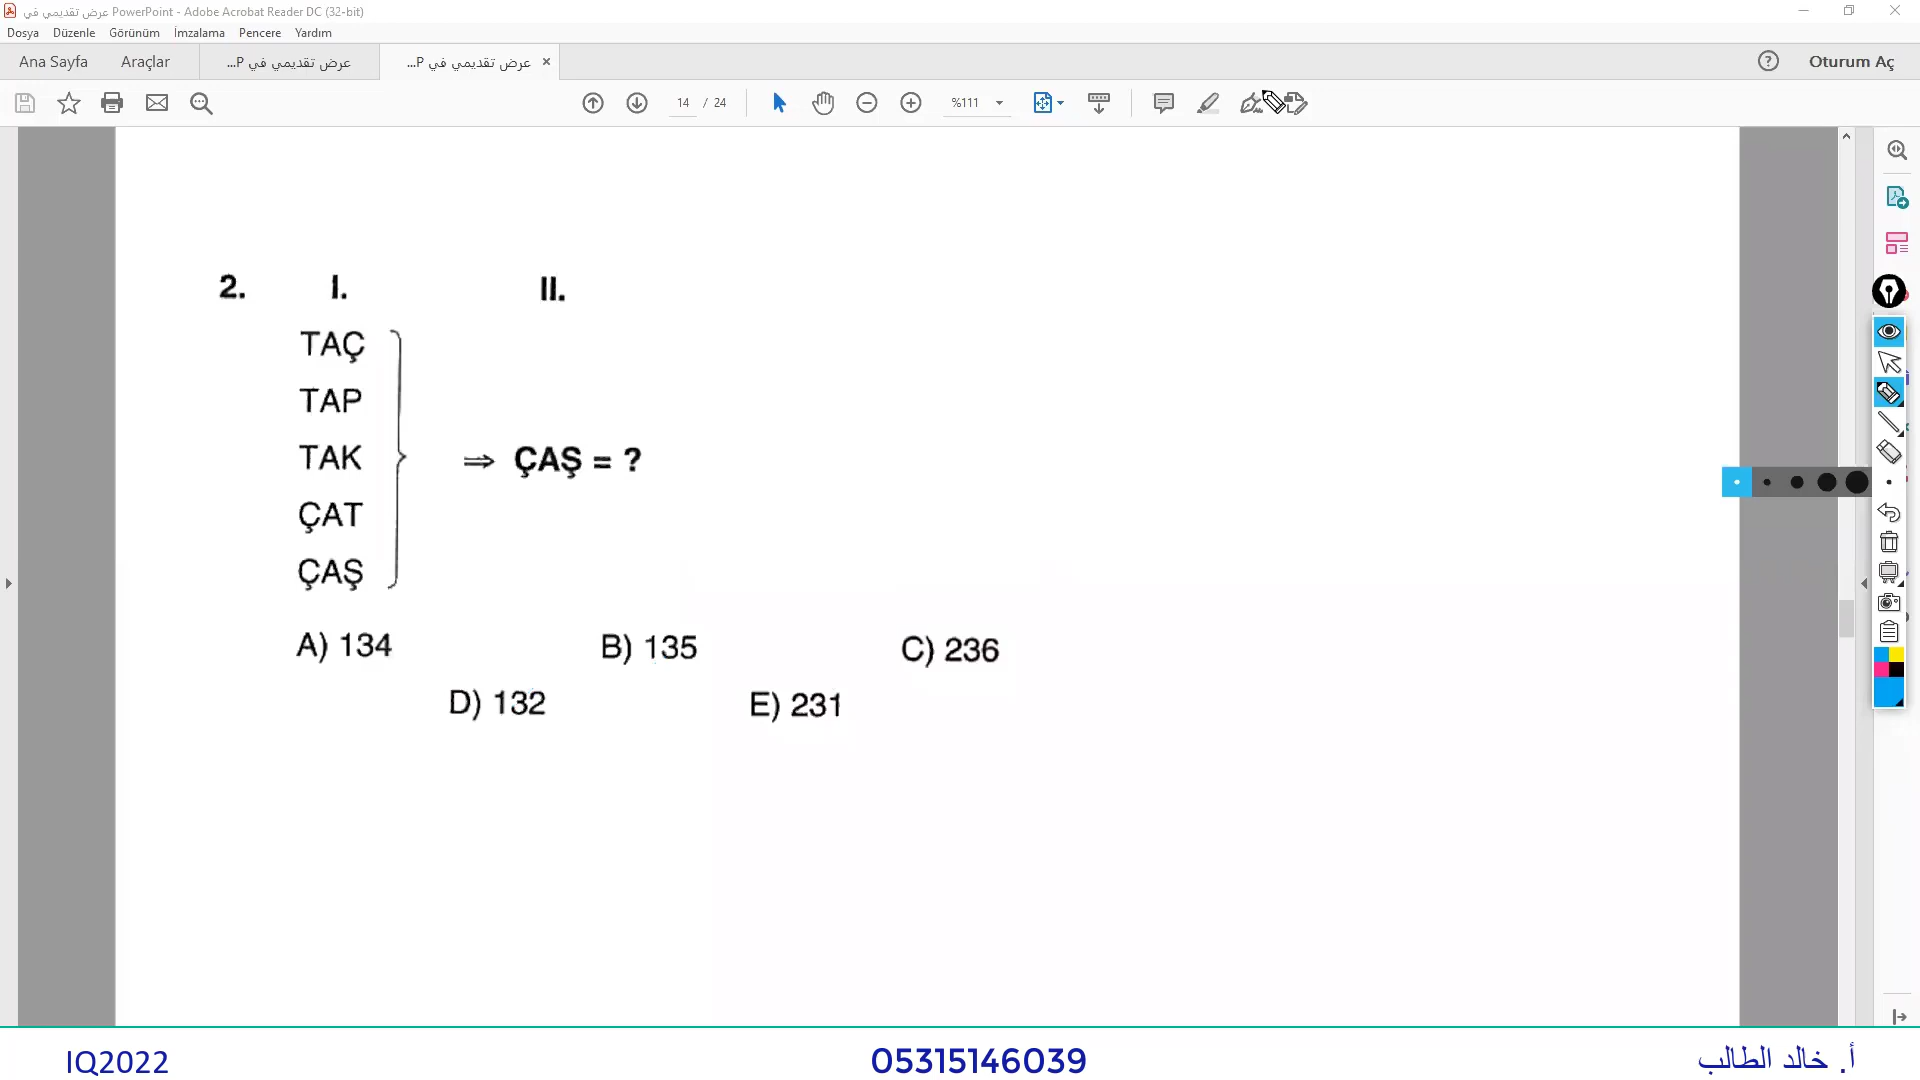 عرض تقديمي في PowerPoint - Adobe Acrobat Reader DC (32-bit)
Dosya Düzenle Görünüm İmzalama Pencere Yardım
Ana Sayfa Araçlar عرض تقديمي في P... عرض تقديمي في P... × Oturum Aç
14 / 24 %111
2. I. II.
TAÇ
TAP
TAK
⇒ ÇAŞ = ?
ÇAT
ÇAŞ
A) 134 B) 135 C) 236
D) 132 E) 231
IQ2022 05315146039 أ. خالد الطالب